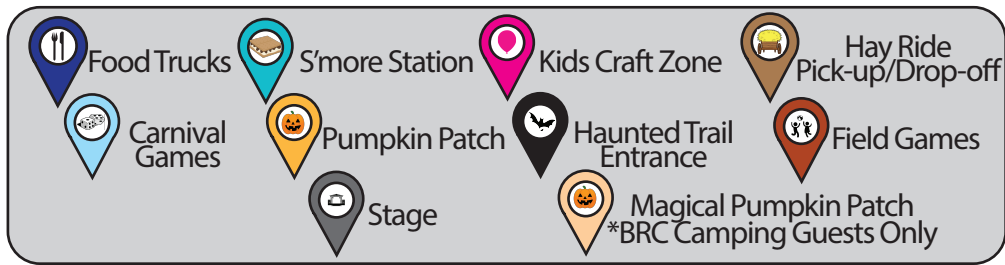 Food Trucks
S'more Station
Kids Craft Zone
Hay Ride
Pick-up/Drop-off
Carnival
Games
Pumpkin Patch
Haunted Trail
Entrance
Field Games
Stage
Magical Pumpkin Patch
*BRC Camping Guests Only